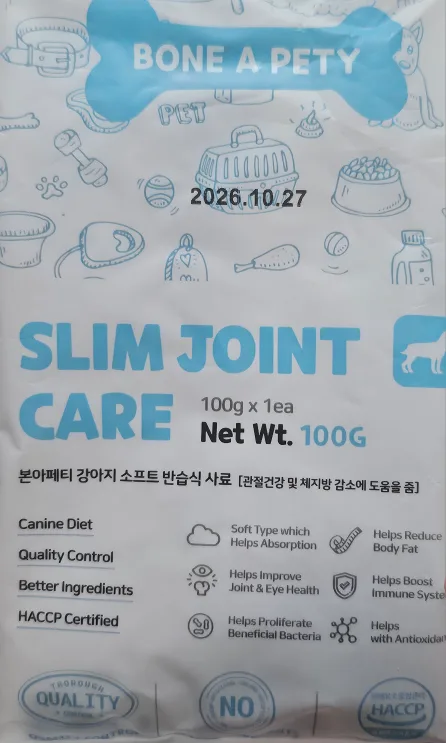 BONE A PETY
PET
2026.10.27
SLIM JOINT
CARE
100g x 1ea
Net Wt. 100G
본아페티 강아지 소프트 반습식 사료 [관절건강 및 체지방 감소에 도움을 줌]
Canine Diet
Quality Control
Better Ingredients
HACCP Certified
Soft Type which
Helps Absorption
Helps Reduce
Body Fat
Helps Improve
Joint & Eye Health
Helps Boost
Immune Syste
Helps Proliferate
Beneficial Bacteria
Helps
with Antioxidan
THOROUGH
QUALITY
CONTROL
NO
HACCP